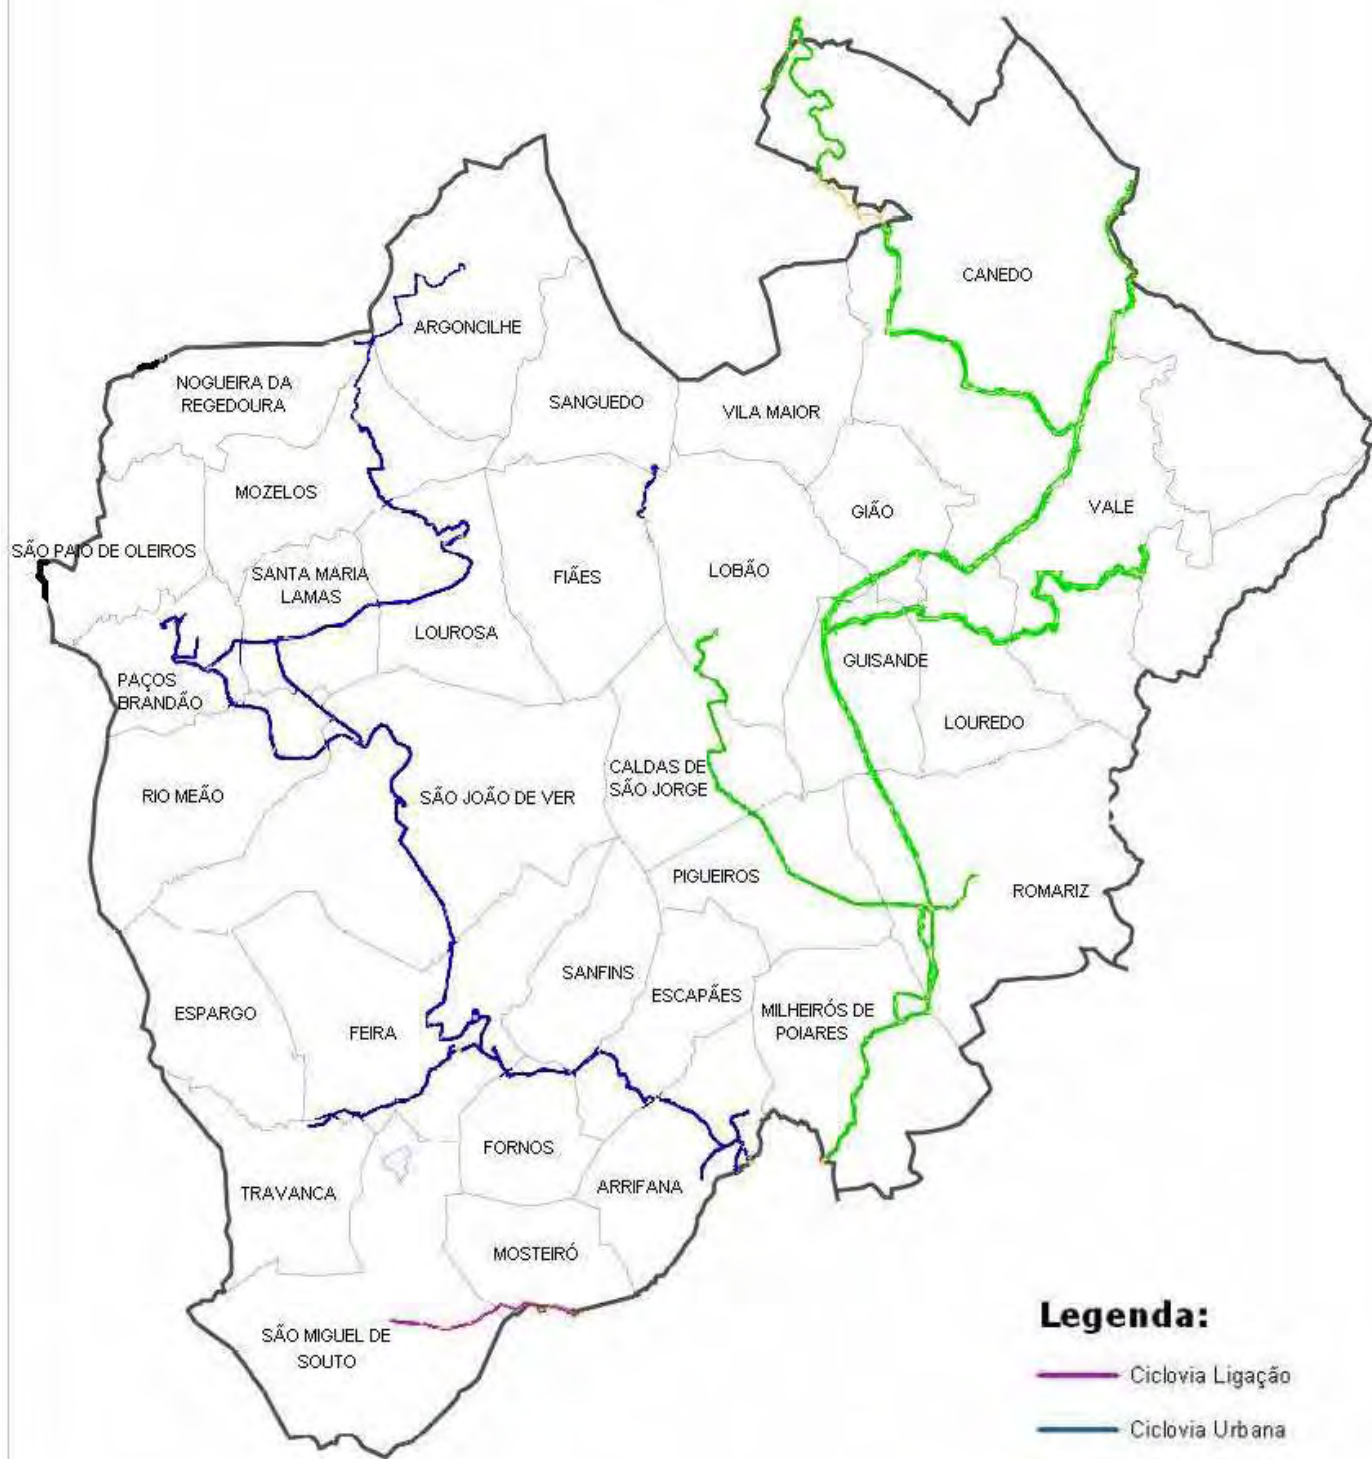 CANEDO
ARGONCILHE
NOGUEIRA DA
REGEDOURA
SANGUEDO
VILA MAIOR
MOZELOS
GIÃO
VALE
SÃO PAIO DE OLEIROS
SANTA MARIA
LAMAS
FIÃES
LOBÃO
LOUROSA
GUISANDE
PAÇOS
BRANDÃO
LOUREDO
RIO MEÃO
SÃO JOÃO DE VER
CALDAS DE
SÃO JORGE
PIGUEIROS
ROMARIZ
SANFINS
ESCAPÃES
ESPARGO
FEIRA
MILHEIRÓS DE
POIARES
FORNOS
TRAVANCA
ARRIFANA
MOSTEIRÓ
SÃO MIGUEL DE
SOUTO
Legenda:
Ciclovia Ligação
Ciclovia Urbana